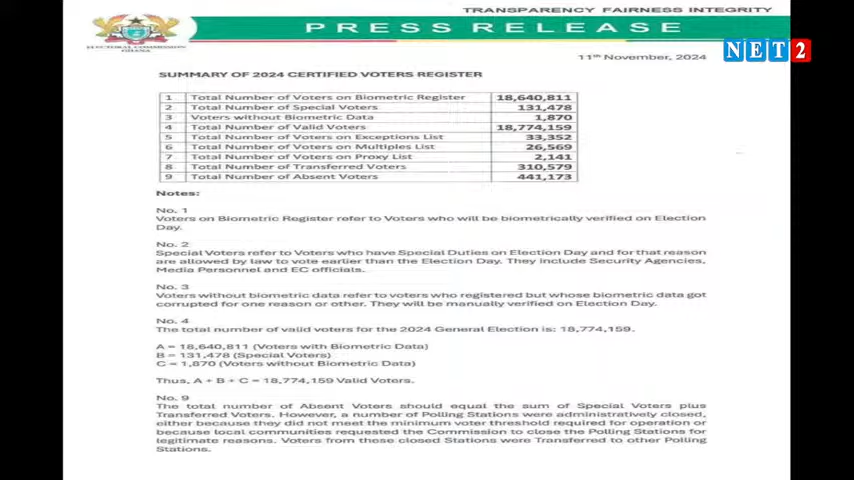 TRANSPARENCY FAIRNESS INTEGRITY
PRESS RELEASE
ELECTORAL COMMISSION
GHANA
11th November, 2024
NET2
SUMMARY OF 2024 CERTIFIED VOTERS REGISTER
1 Total Number of Voters on Biometric Register 18,640,811
2 Total Number of Special Voters 131,478
3 Voters without Biometric Data 1,870
4 Total Number of Valid Voters 18,774,159
5 Total Number of Voters on Exceptions List 33,352
6 Total Number of Voters on Multiples List 26,569
7 Total Number of Voters on Proxy List 2,141
8 Total Number of Transferred Voters 310,579
9 Total Number of Absent Voters 441,173
Notes:
No. 1
Voters on Biometric Register refer to Voters who will be biometrically verified on Election
Day.
No. 2
Special Voters refer to Voters who have Special Duties on Election Day and for that reason
are allowed by law to vote earlier than the Election Day. They include Security Agencies,
Media Personnel and EC officials.
No. 3
Voters without biometric data refer to voters who registered but whose biometric data got
corrupted for one reason or other. They will be manually verified on Election Day.
No. 4
The total number of valid voters for the 2024 General Election is: 18,774,159.
A = 18,640,811 (Voters with Biometric Data)
B = 131,478 (Special Voters)
C = 1,870 (Voters without Biometric Data)
Thus, A + B + C = 18,774,159 Valid Voters.
No. 9
The total number of Absent Voters should equal the sum of Special Voters plus
Transferred Voters. However, a number of Polling Stations were administratively closed,
either because they did not meet the minimum voter threshold required for operation or
because local communities requested the Commission to close the Polling Stations for
legitimate reasons. Voters from these closed Stations were Transferred to other Polling
Stations.